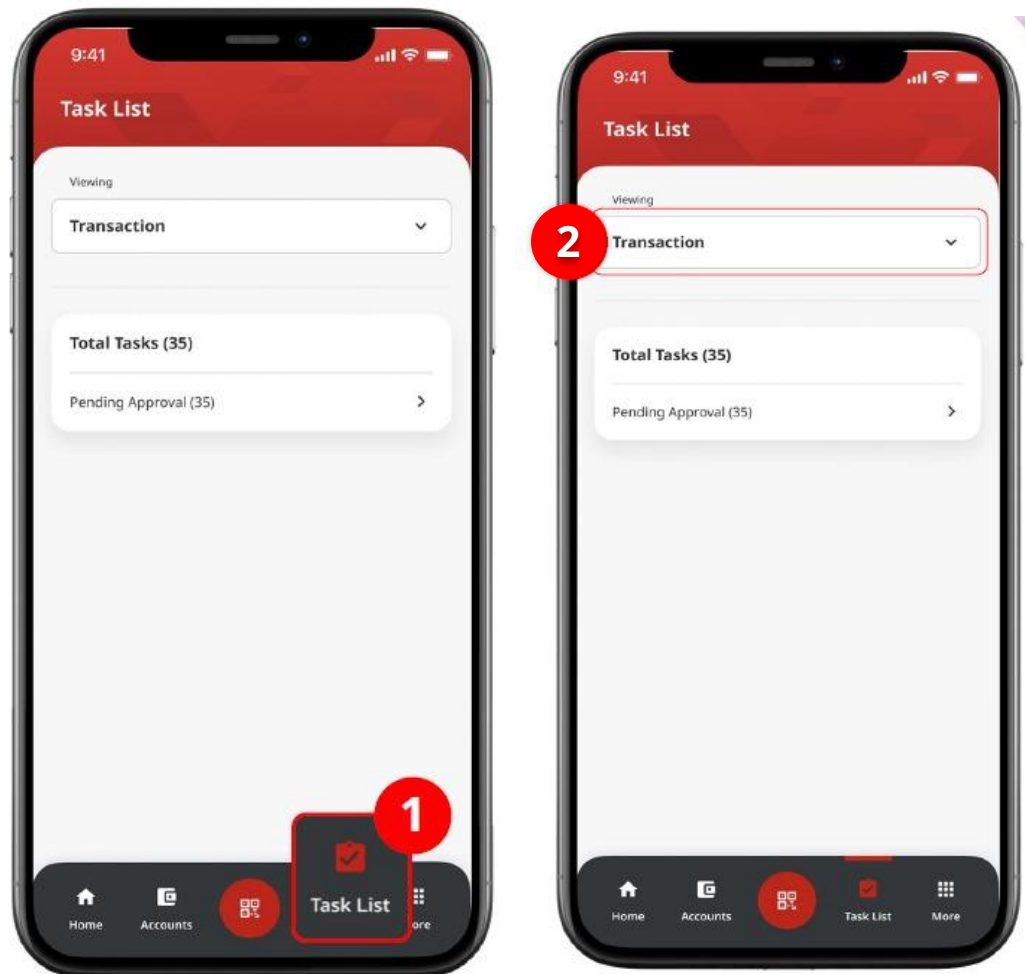 9:41
Task List
Viewing
Transaction
Total Tasks (35)
Pending Approval (35)
1
Home
Accounts
Task List
ore
9:41
Task List
Viewing
2
Transaction
Total Tasks (35)
Pending Approval (35)
Home
Accounts
Task List
More